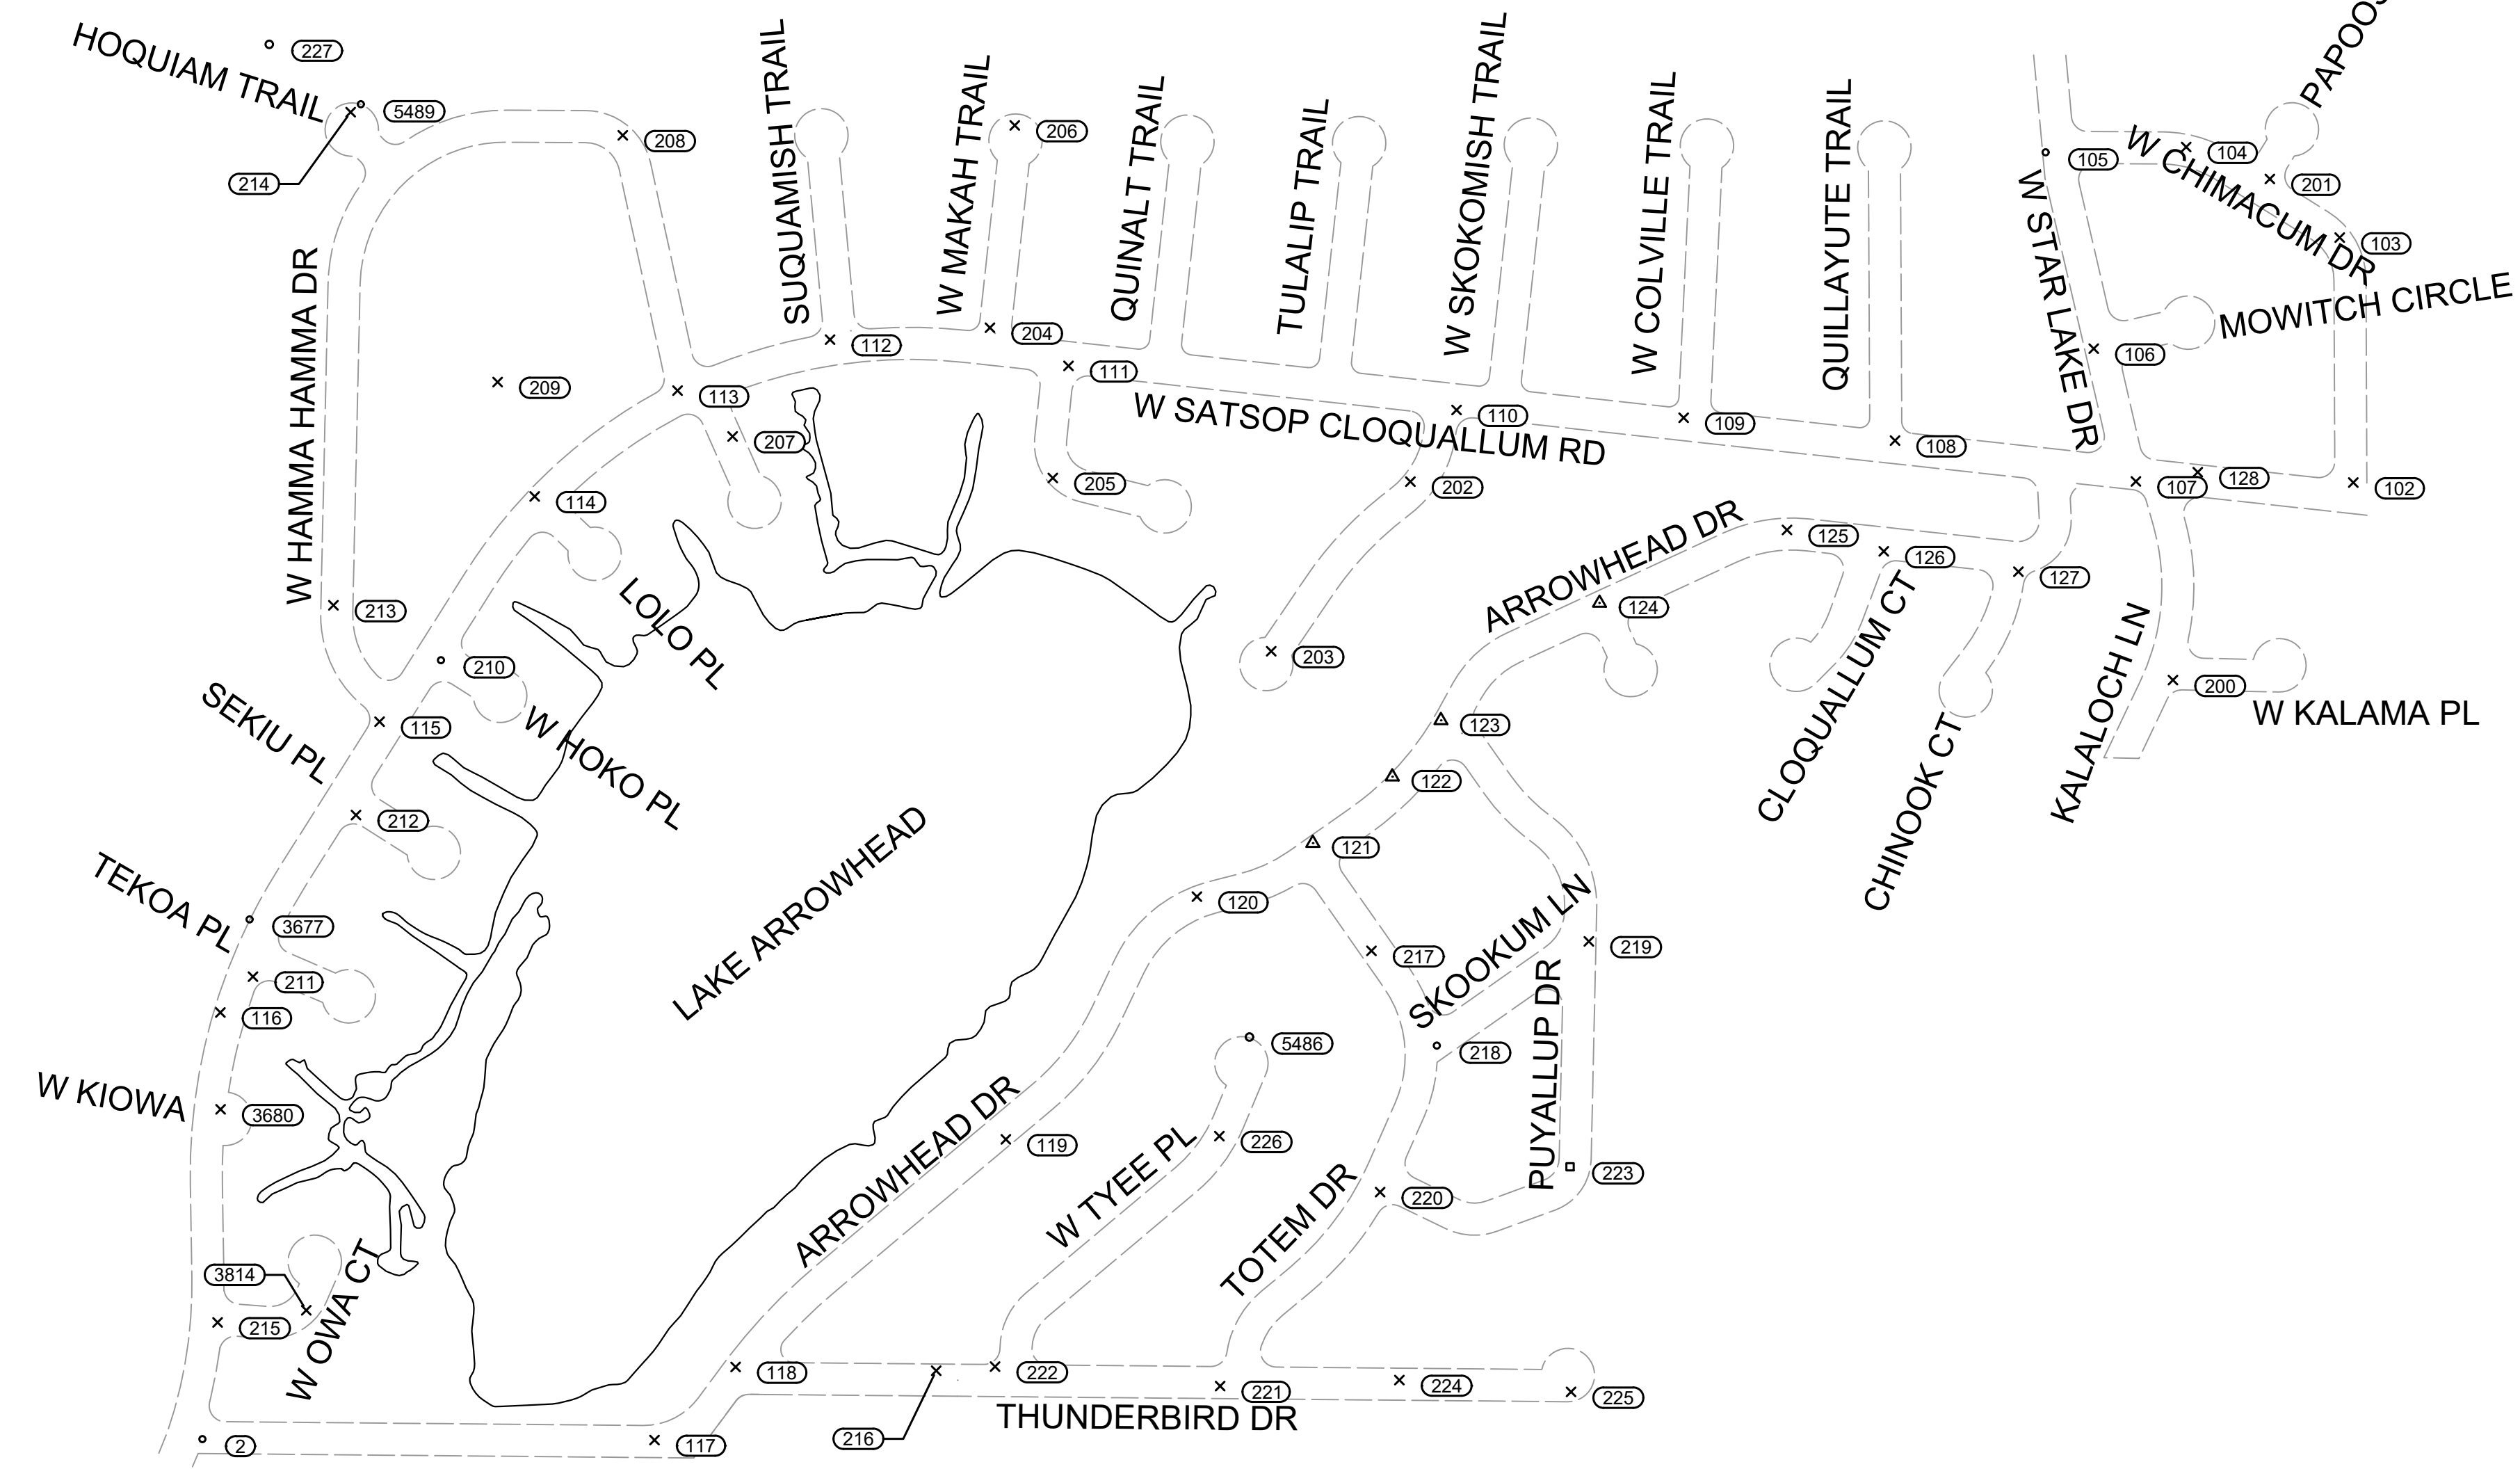 HOQUIAM TRAIL
227
5489
214
208
SUQUAMISH TRAIL
W MAKAH TRAIL
206
QUINALT TRAIL
TULALIP TRAIL
W SKOKOMISH TRAIL
W COLVILLE TRAIL
QUILLAYUTE TRAIL
W STAR LAKE DR
105
W CHIMACUM DR
104
201
103
MOWITCH CIRCLE
106
W HAMMA HAMMA DR
209
112
204
111
113
207
W SATSOP CLOQUALLUM RD
110
109
108
107
128
102
114
205
202
ARROWHEAD DR
125
126
127
213
LOLO PL
203
124
CLOQUALLUM CT
CHINOOK CT
KALALOCH LN
200
W KALAMA PL
210
SEKIU PL
115
W HOKO PL
123
122
212
LAKE ARROWHEAD
121
TEKOA PL
3677
120
SKOOKUM LN
217
219
211
116
PUYALLUP DR
218
5486
W KIOWA
3680
ARROWHEAD DR
119
W TYEE PL
226
TOTEM DR
220
223
3814
215
W OWA CT
118
216
222
221
224
225
THUNDERBIRD DR
2
117